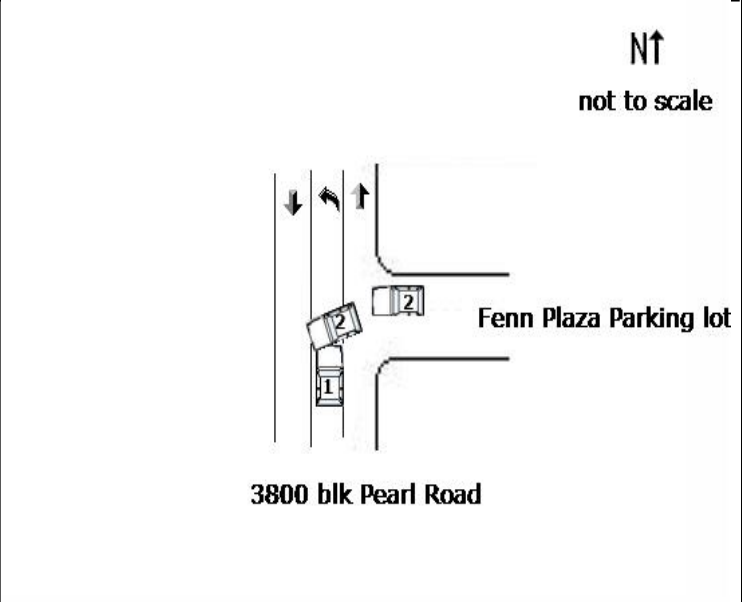 N↑
not to scale
2
2
Fenn Plaza Parking lot
1
3800 blk Pearl Road